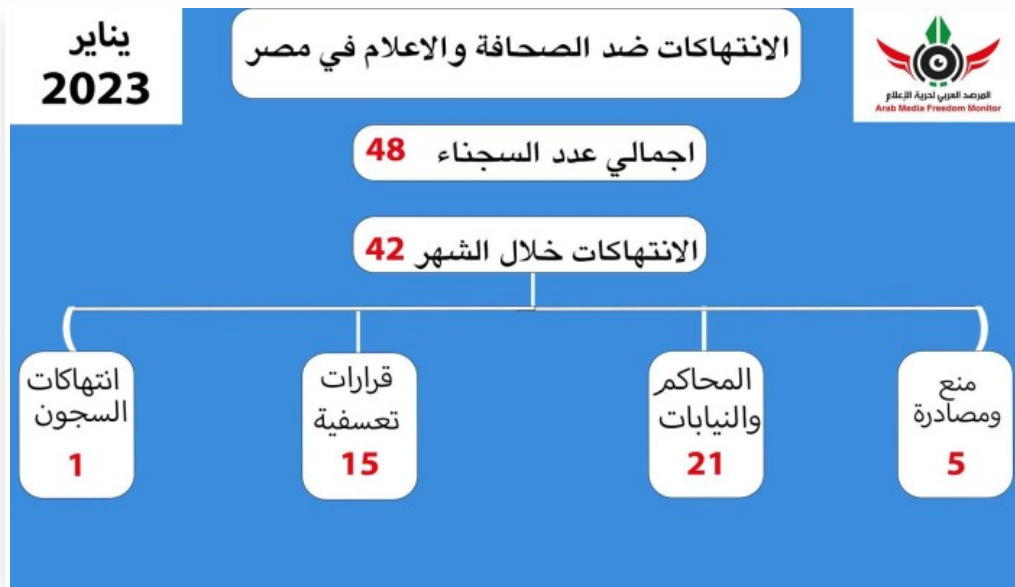 يناير
2023
الانتهاكات ضد الصحافة والاعلام في مصر
المرصد العربي لحرية الإعلام
Arab Media Freedom Monitor
اجمالي عدد السجناء 48
الانتهاكات خلال الشهر 42
منع
ومصادرة
5
المحاكم
والنيابات
21
قرارات
تعسفية
15
انتهاكات
السجون
1